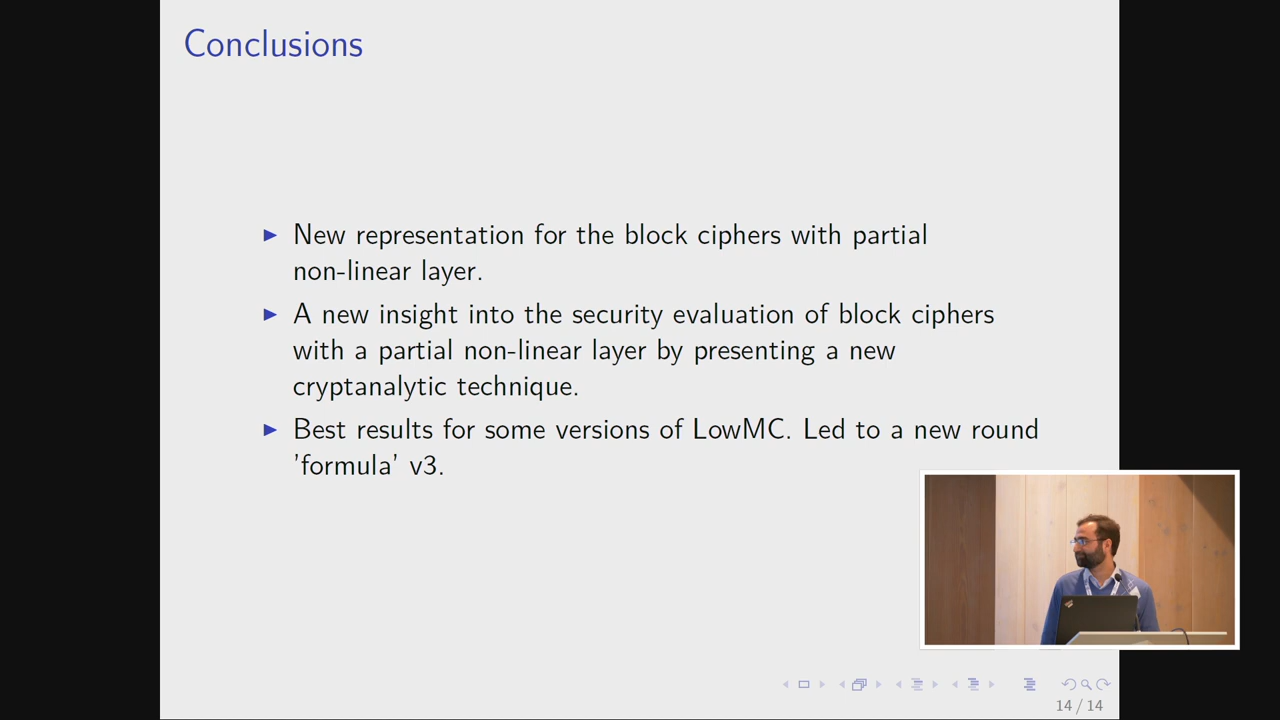 Conclusions
New representation for the block ciphers with partial
non-linear layer.
A new insight into the security evaluation of block ciphers
with a partial non-linear layer by presenting a new
cryptanalytic technique.
Best results for some versions of LowMC. Led to a new round
'formula' v3.
14 / 14